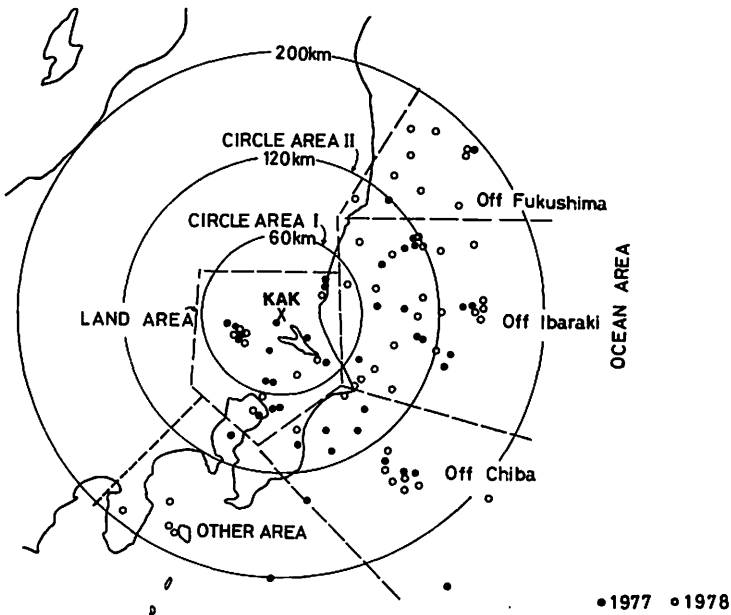 200km
CIRCLE AREA II
120km
CIRCLE AREA I
60km
Off Fukushima
KAK
LAND AREA
Off Ibaraki
OCEAN AREA
Off Chiba
OTHER AREA
1977 1978